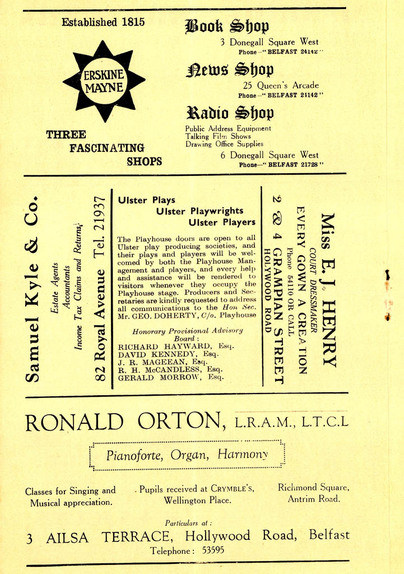 Established 1815
ERSKINE
MAYNE
THREE
FASCINATING
SHOPS
Book Shop
3 Donegall Square West
Phone—"BELFAST 24142"
News Shop
25 Queen's Arcade
Phone—"BELFAST 21142"
Radio Shop
Public Address Equipment
Talking Film Shows
Drawing Office Supplies
6 Donegall Square West
Phone—"BELFAST 21728"
Samuel Kyle & Co.
Estate Agents
Accountants
Income Tax Claims and Returns,
82 Royal Avenue Tel. 21937
Ulster Plays
Ulster Playwrights
Ulster Players
The Playhouse doors are open to all
Ulster play producing societies, and
their plays and players will be wel-
comed by both the Playhouse Man-
agement and players, and every help
and assistance will be rendered to
visitors whenever they occupy the
Playhouse stage. Producers and Sec-
retaries are kindly requested to address
all communications to the Hon Sec.
Mr. GEO. DOHERTY, C/o. Playhouse
Honorary Provisional Advisory
Board:
RICHARD HAYWARD, Esq.
DAVID KENNEDY, Esq.
J. R. MAGEEAN, Esq.
R. H. McCANDLESS, Esq.
GERALD MORROW, Esq.
Miss E. J. HENRY
COURT DRESSMAKER
EVERY GOWN A CREATION
Phone 54190 OR CALL
2 & 4 GRAMPIAN STREET
HOLYWOOD ROAD
RONALD ORTON, L.R.A.M., L.T.C.L
Pianoforte, Organ, Harmony
Classes for Singing and
Musical appreciation.
Pupils received at CRYMBLE'S,
Wellington Place.
Richmond Square,
Antrim Road.
Particulars at:
3 AILSA TERRACE, Hollywood Road, Belfast
Telephone: 53595